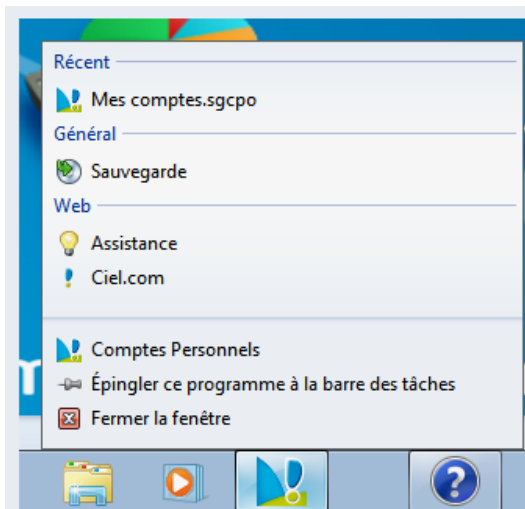 Récent
Mes comptes.sgcpo
Général
Sauvegarde
Web
Assistance
Ciel.com
Comptes Personnels
Épingler ce programme à la barre des tâches
Fermer la fenêtre